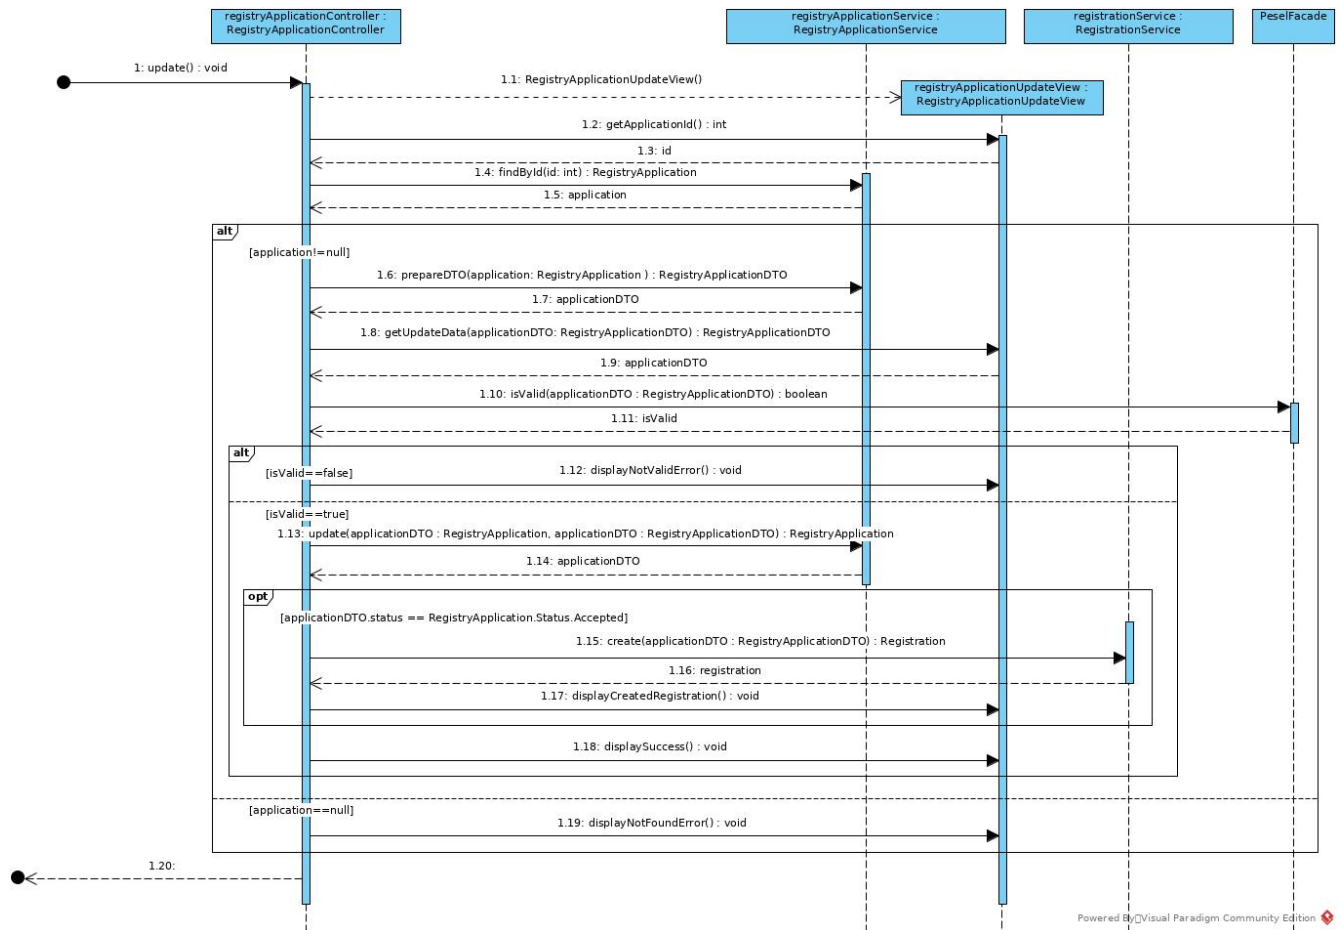 registryApplicationController :
RegistryApplicationController
registryApplicationService :
RegistryApplicationService
registrationService :
RegistrationService
PeselFacade
1: update() : void
1.1: RegistryApplicationUpdateView()
registryApplicationUpdateView :
RegistryApplicationUpdateView
1.2: getApplicationId() : int
1.3: id
1.4: findById(id: int) : RegistryApplication
1.5: application
alt
[application!=null]
1.6: prepareDTO(application: RegistryApplication ) : RegistryApplicationDTO
1.7: applicationDTO
1.8: getUpdateData(applicationDTO: RegistryApplicationDTO) : RegistryApplicationDTO
1.9: applicationDTO
1.10: isValid(applicationDTO : RegistryApplicationDTO) : boolean
1.11: isValid
alt
[isValid==false]
1.12: displayNotValidError() : void
[isValid==true]
1.13: update(applicationDTO : RegistryApplication, applicationDTO : RegistryApplicationDTO) : RegistryApplication
1.14: applicationDTO
opt
[applicationDTO.status == RegistryApplication.Status.Accepted]
1.15: create(applicationDTO : RegistryApplicationDTO) : Registration
1.16: registration
1.17: displayCreatedRegistration() : void
1.18: displaySuccess() : void
[application==null]
1.19: displayNotFoundError() : void
1.20:
Powered By Visual Paradigm Community Edition